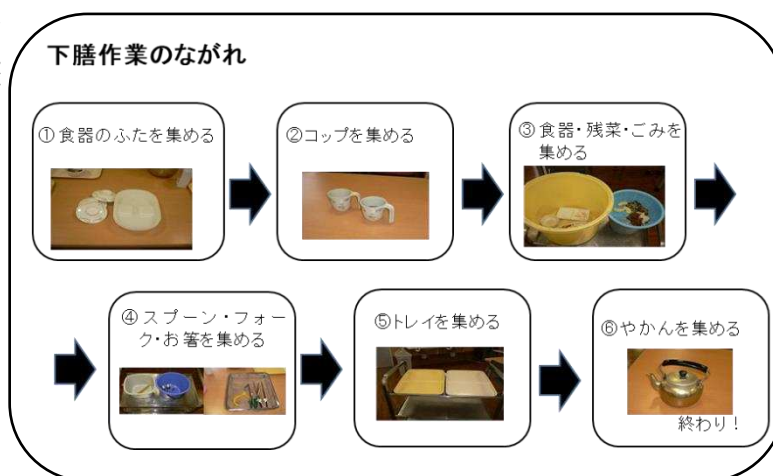 下膳作業のながれ
①食器のふたを集める
②コップを集める
③食器・残菜・ごみを
集める
④スプーン・フォー
ク・お箸を集める
⑤トレイを集める
⑥やかんを集める
終わり！